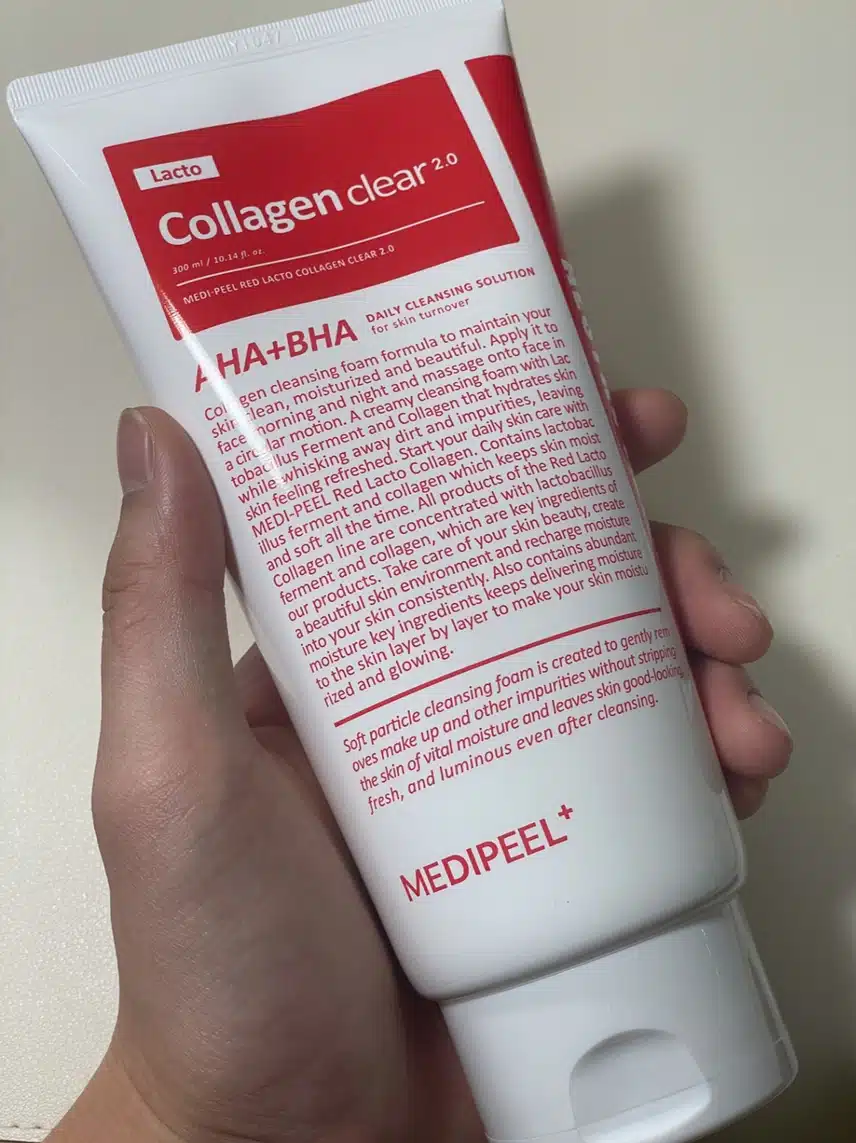 Lacto
Collagen clear 2.0
300 ml / 10.14 fl. oz.
MEDI-PEEL RED LACTO COLLAGEN CLEAR 2.0
AHA+BHA
DAILY CLEANSING SOLUTION
for skin turnover
Collagen cleansing foam formula to maintain your
skin clean, moisturized and beautiful. Apply it to
face morning and night and massage onto face in
a circular motion. A creamy cleansing foam with Lac
tobacillus Ferment and Collagen that hydrates skin
while whisking away dirt and impurities, leaving
skin feeling refreshed. Start your daily skin care with
MEDI-PEEL Red Lacto Collagen. Contains lactobac
illus ferment and collagen which keeps skin moist
and soft all the time. All products of the Red Lacto
Collagen line are concentrated with lactobacillus
ferment and collagen, which are key ingredients of
our products. Take care of your skin beauty, create
a beautiful skin environment and recharge moisture
into your skin consistently. Also contains abundant
moisture key ingredients keeps delivering moisture
to the skin layer by layer to make your skin moistu
rized and glowing.
Soft particle cleansing foam is created to gently rem
oves make up and other impurities without stripping
the skin of vital moisture and leaves skin good-looking,
fresh, and luminous even after cleansing.
MEDIPEEL+